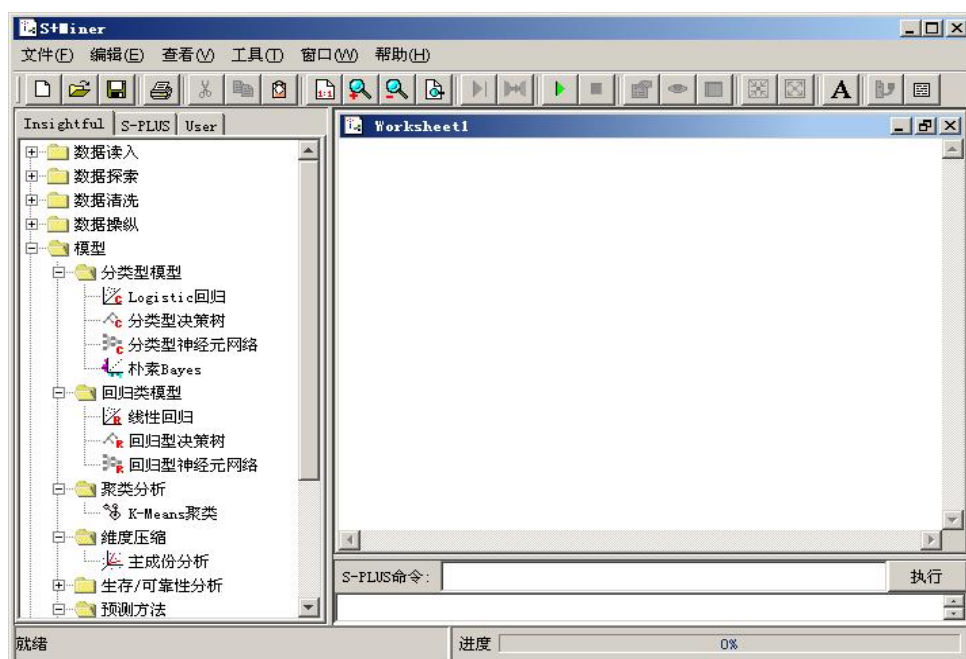 S+Miner
文件(F) 编辑(E) 查看(V) 工具(T) 窗口(W) 帮助(H)
1:1
A
Insightful S-PLUS User
Worksheet1
数据读入
数据探索
数据清洗
数据操纵
模型
分类型模型
Logistic回归
分类型决策树
分类型神经元网络
朴素Bayes
回归类模型
线性回归
回归型决策树
回归型神经元网络
聚类分析
K-Means聚类
维度压缩
主成份分析
生存/可靠性分析
预测方法
S-PLUS命令: 执行
就绪 进度 0%